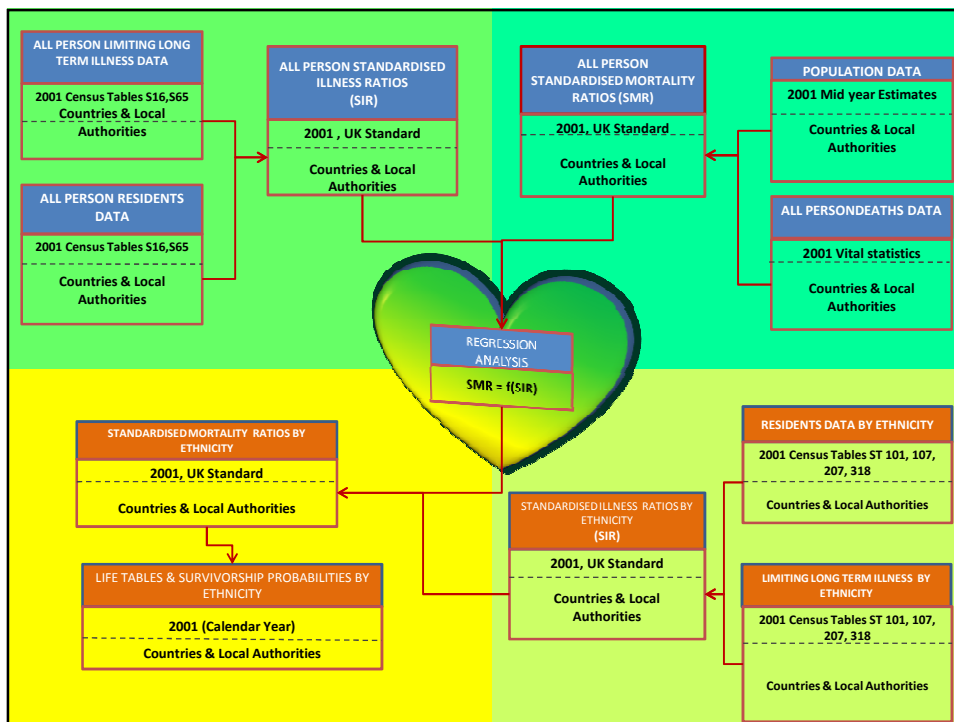 ALL PERSON LIMITING LONG
TERM ILLNESS DATA
2001 Census Tables S16,S65
Countries & Local
Authorities
ALL PERSON RESIDENTS
DATA
2001 Census Tables S16,S65
Countries & Local
Authorities
ALL PERSON STANDARDISED
ILLNESS RATIOS
(SIR)
2001 , UK Standard
Countries & Local
Authorities
ALL PERSON
STANDARDISED MORTALITY
RATIOS (SMR)
2001, UK Standard
Countries & Local
Authorities
POPULATION DATA
2001 Mid year Estimates
Countries & Local
Authorities
ALL PERSONDEATHS DATA
2001 Vital statistics
Countries & Local
Authorities
REGRESSION
ANALYSIS
SMR = f(SIR)
STANDARDISED MORTALITY RATIOS BY
ETHNICITY
2001, UK Standard
Countries & Local Authorities
LIFE TABLES & SURVIVORSHIP PROBABILITIES BY
ETHNICITY
2001 (Calendar Year)
Countries & Local Authorities
STANDARDISED ILLNESS RATIOS BY
ETHNICITY
(SIR)
2001, UK Standard
Countries & Local
Authorities
RESIDENTS DATA BY ETHNICITY
2001 Census Tables ST 101, 107,
207, 318
Countries & Local Authorities
LIMITING LONG TERM ILLNESS BY
ETHNICITY
2001 Census Tables ST 101, 107,
207, 318
Countries & Local Authorities